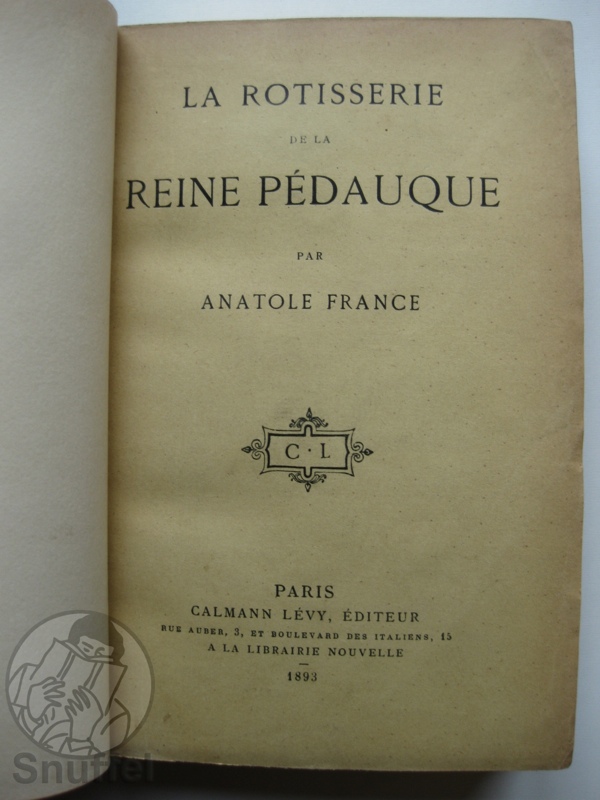 LA ROTISSERIE
DE LA
REINE PÉDAUQUE
PAR
ANATOLE FRANCE
C · L
PARIS
CALMANN LÉVY, ÉDITEUR
RUE AUBER, 3, ET BOULEVARD DES ITALIENS, 15
A LA LIBRAIRIE NOUVELLE
1893
Snuffel